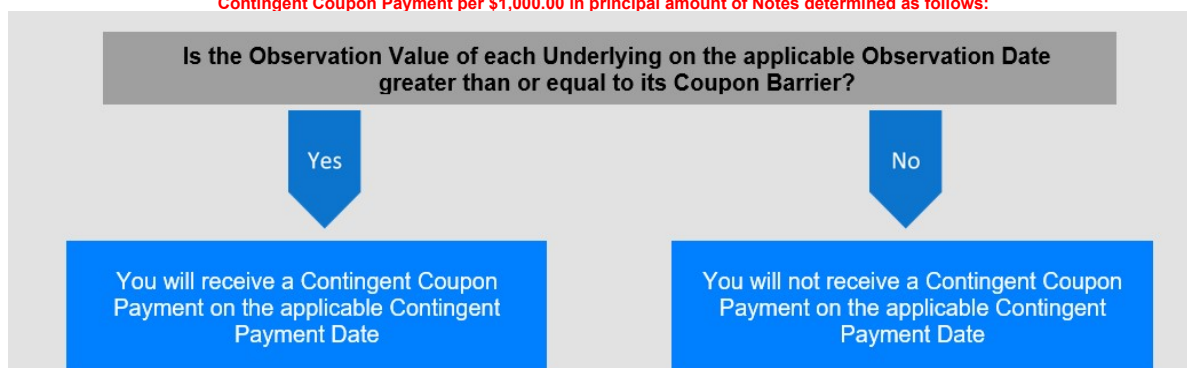 Contingent Coupon Payment per $1,000.00 in principal amount of Notes determined as follows:
Is the Observation Value of each Underlying on the applicable Observation Date
greater than or equal to its Coupon Barrier?
Yes
No
You will receive a Contingent Coupon
Payment on the applicable Contingent
Payment Date
You will not receive a Contingent Coupon
Payment on the applicable Contingent
Payment Date